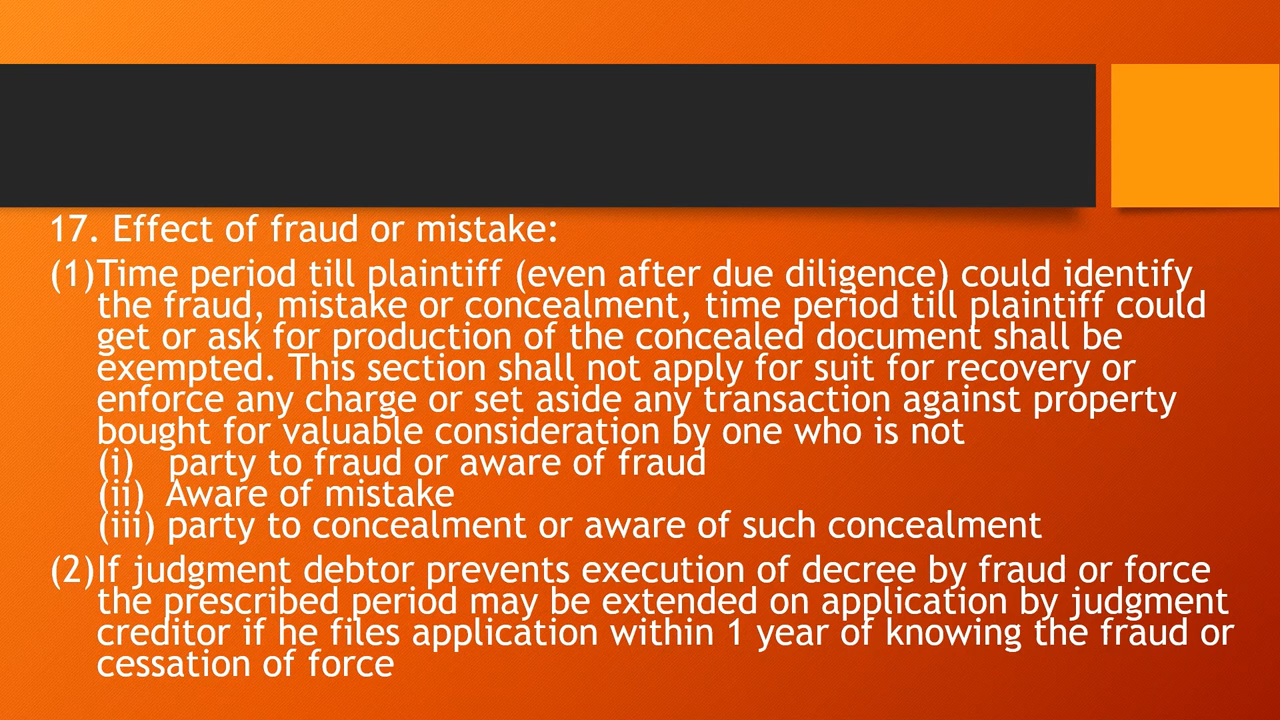 17. Effect of fraud or mistake:
(1)Time period till plaintiff (even after due diligence) could identify
the fraud, mistake or concealment, time period till plaintiff could
get or ask for production of the concealed document shall be
exempted. This section shall not apply for suit for recovery or
enforce any charge or set aside any transaction against property
bought for valuable consideration by one who is not
(i) party to fraud or aware of fraud
(ii) Aware of mistake
(iii) party to concealment or aware of such concealment
(2)If judgment debtor prevents execution of decree by fraud or force
the prescribed period may be extended on application by judgment
creditor if he files application within 1 year of knowing the fraud or
cessation of force